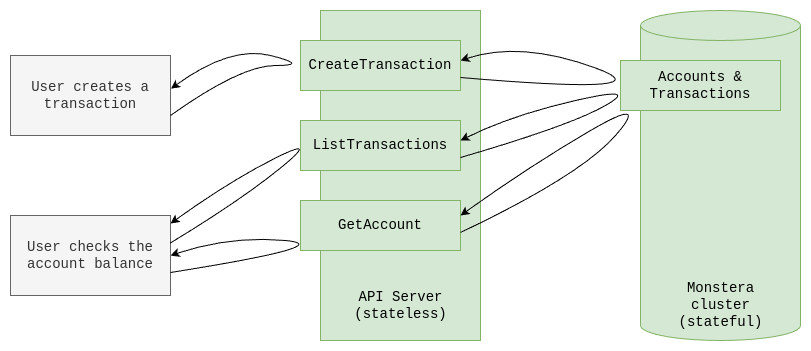 User creates a
transaction
User checks the
account balance
CreateTransaction
ListTransactions
GetAccount
API Server
(stateless)
Accounts &
Transactions
Monstera
cluster
(stateful)